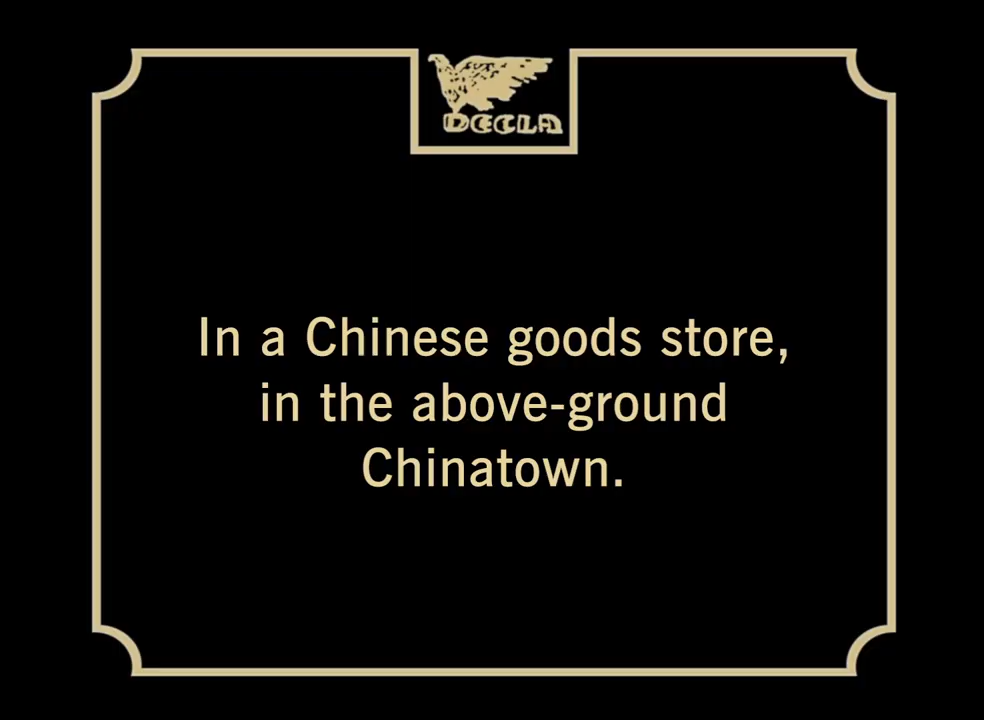 DECLA
In a Chinese goods store,
in the above-ground
Chinatown.